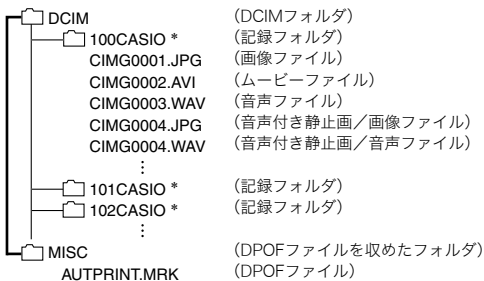 DCIM (DCIMフォルダ)
100CASIO * (記録フォルダ)
CIMG0001.JPG (画像ファイル)
CIMG0002.AVI (ムービーファイル)
CIMG0003.WAV (音声ファイル)
CIMG0004.JPG (音声付き静止画/画像ファイル)
CIMG0004.WAV (音声付き静止画/音声ファイル)
⋮
101CASIO * (記録フォルダ)
102CASIO * (記録フォルダ)
⋮
MISC (DPOFファイルを収めたフォルダ)
AUTPRINT.MRK (DPOFファイル)